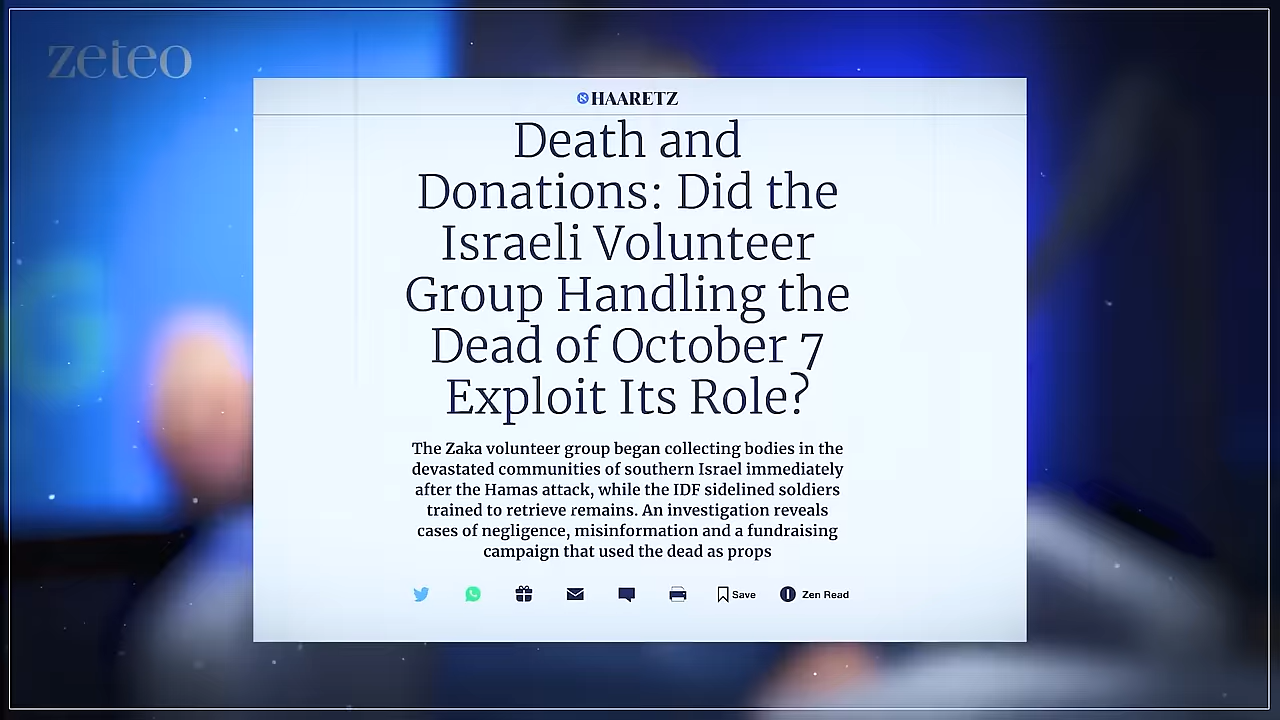 zeteo
HAARETZ
Death and
Donations: Did the
Israeli Volunteer
Group Handling the
Dead of October 7
Exploit Its Role?
The Zaka volunteer group began collecting bodies in the
devastated communities of southern Israel immediately
after the Hamas attack, while the IDF sidelined soldiers
trained to retrieve remains. An investigation reveals
cases of negligence, misinformation and a fundraising
campaign that used the dead as props
Save Zen Read